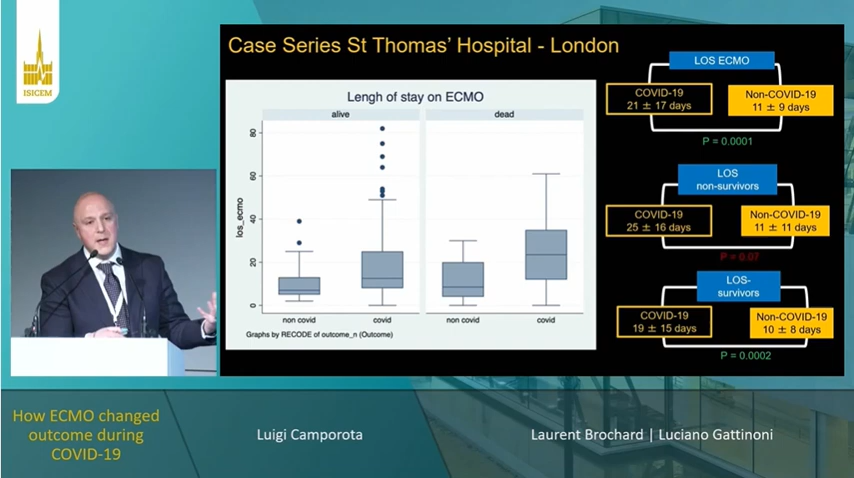 ISICEM
Case Series St Thomas' Hospital - London
Lengh of stay on ECMO
alive
dead
los_ecmo
80
60
40
20
0
non covid
covid
non covid
covid
Graphs by RECODE of outcome_n (Outcome)
LOS ECMO
COVID-19
21 ± 17 days
Non-COVID-19
11 ± 9 days
P = 0.0001
LOS
non-survivors
COVID-19
25 ± 16 days
Non-COVID-19
11 ± 11 days
P = 0.07
LOS-
survivors
COVID-19
19 ± 15 days
Non-COVID-19
10 ± 8 days
P = 0.0002
How ECMO changed
outcome during
COVID-19
Luigi Camporota
Laurent Brochard | Luciano Gattinoni